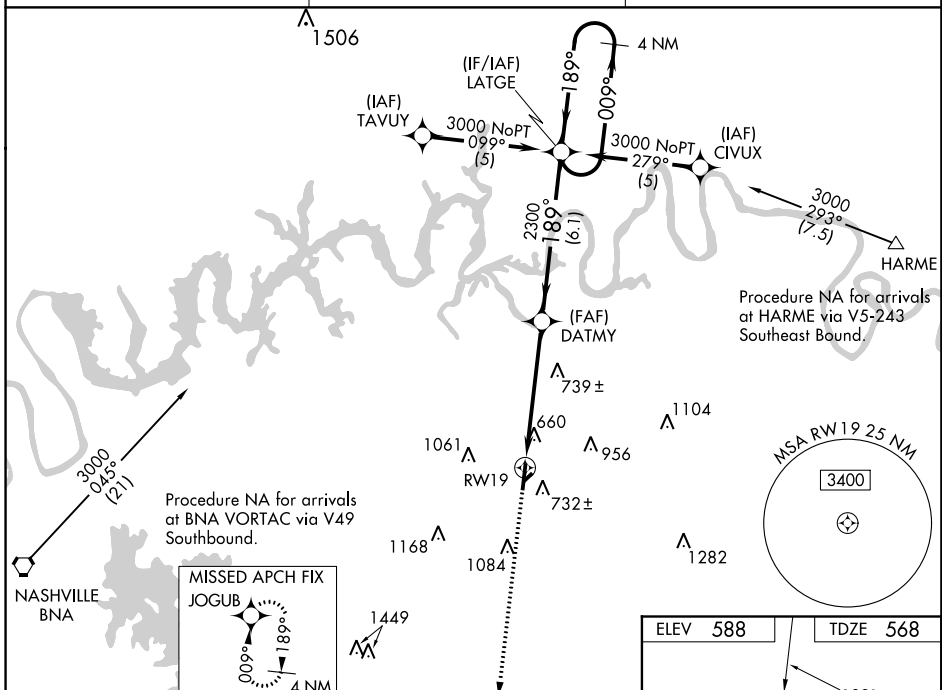 1506
4 NM
(IF/IAF)
LATGE
189°
009°
(IAF)
TAVUY
3000 NoPT
099°
(5)
3000 NoPT
279°
(5)
(IAF)
CIVUX
3000
293°
(7.5)
HARME
2300
189°
(6.1)
Procedure NA for arrivals
at HARME via V5-243
Southeast Bound.
(FAF)
DATMY
739 ±
1104
660
956
1061
RW19
732 ±
MSA RW19 25 NM
3400
3000
045°
(21)
Procedure NA for arrivals
at BNA VORTAC via V49
Southbound.
1168
1084
1282
NASHVILLE
BNA
MISSED APCH FIX
JOGUB
009°
189°
4 NM
1449
ELEV 588
TDZE 568